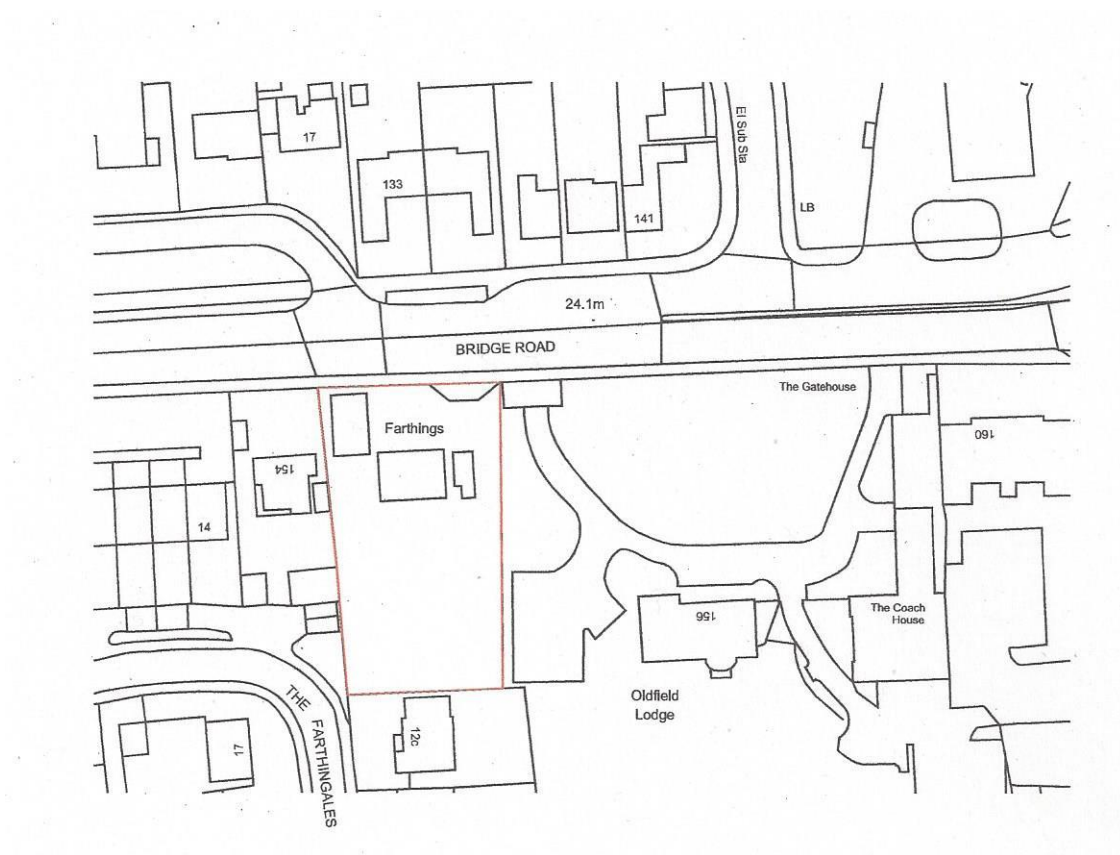 El Sub Sta
17
133
141
LB
24.1m
BRIDGE ROAD
The Gatehouse
Farthings
160
154
14
156
The Coach
House
Oldfield
Lodge
THE FARTHINGALES
12c
17